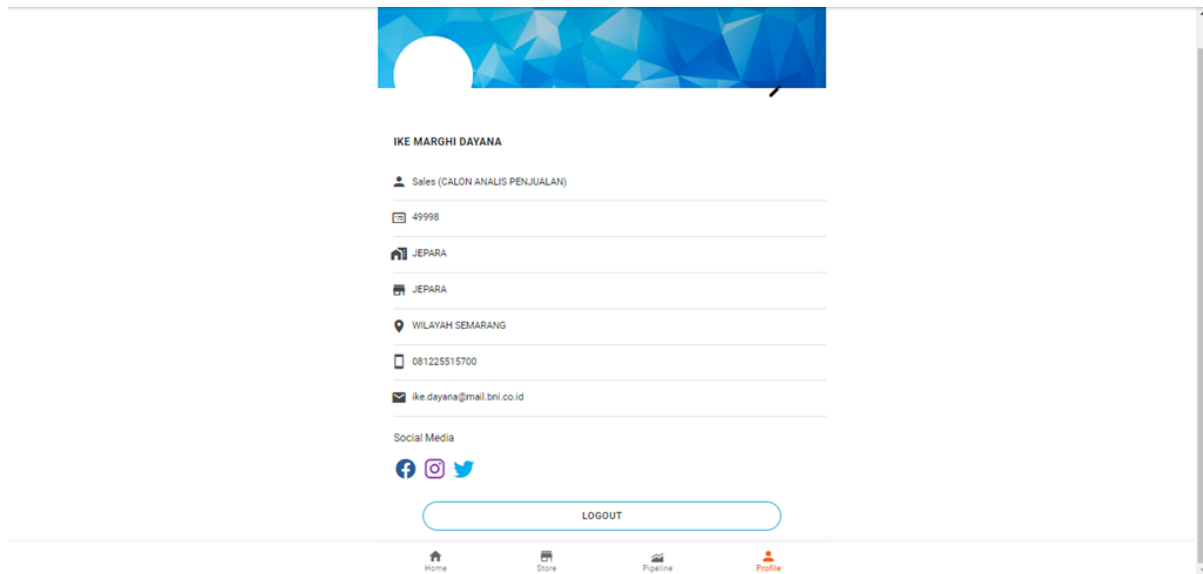 IKE MARGHI DAYANA
Sales (CALON ANALIS PENJUALAN)
49998
JEPARA
JEPARA
WILAYAH SEMARANG
081225515700
ike.dayana@mail.bni.co.id
Social Media
LOGOUT
Home Store Pipeline Profile